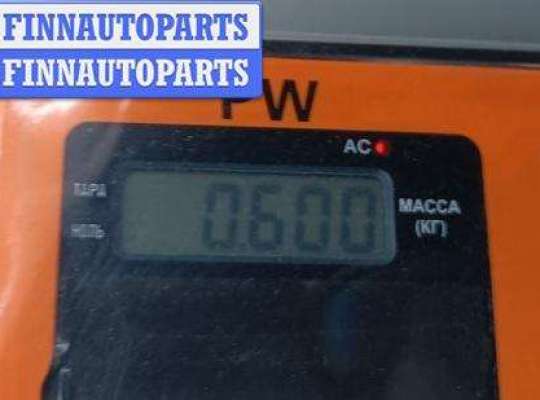 FINNAUTOPARTS
FINNAUTOPARTS
PW
AC
ТАРА
НОЛЬ
0.600
МАССА
(КГ)